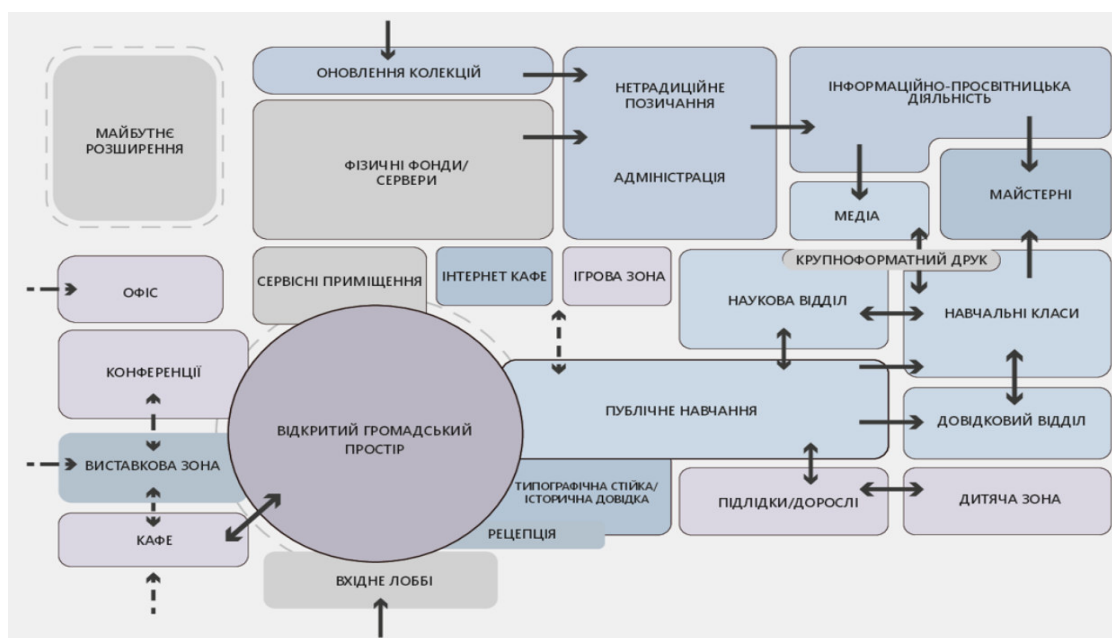 ОНОВЛЕННЯ КОЛЕКЦІЙ
НЕТРАДИЦІЙНЕ
ПОЗИЧАННЯ
АДМІНІСТРАЦІЯ
ІНФОРМАЦІЙНО-ПРОСВІТНИЦЬКА
ДІЯЛЬНІСТЬ
МАЙБУТНЄ
РОЗШИРЕННЯ
ФІЗИЧНІ ФОНДИ/
СЕРВЕРИ
МЕДІА
МАЙСТЕРНІ
КРУПНОФОРМАТНИЙ ДРУК
ОФІС
СЕРВІСНІ ПРИМІЩЕННЯ
ІНТЕРНЕТ КАФЕ
ІГРОВА ЗОНА
НАУКОВА ВІДДІЛ
НАВЧАЛЬНІ КЛАСИ
КОНФЕРЕНЦІЇ
ВІДКРИТИЙ ГРОМАДСЬКИЙ
ПРОСТІР
ПУБЛІЧНЕ НАВЧАННЯ
ДОВІДКОВИЙ ВІДДІЛ
ВИСТАВКОВА ЗОНА
ТИПОГРАФІЧНА СТІЙКА/
ІСТОРИЧНА ДОВІДКА
ПІДЛІДКИ/ДОРОСЛІ
ДИТЯЧА ЗОНА
КАФЕ
РЕЦЕПЦІЯ
ВХІДНЕ ЛОББІ